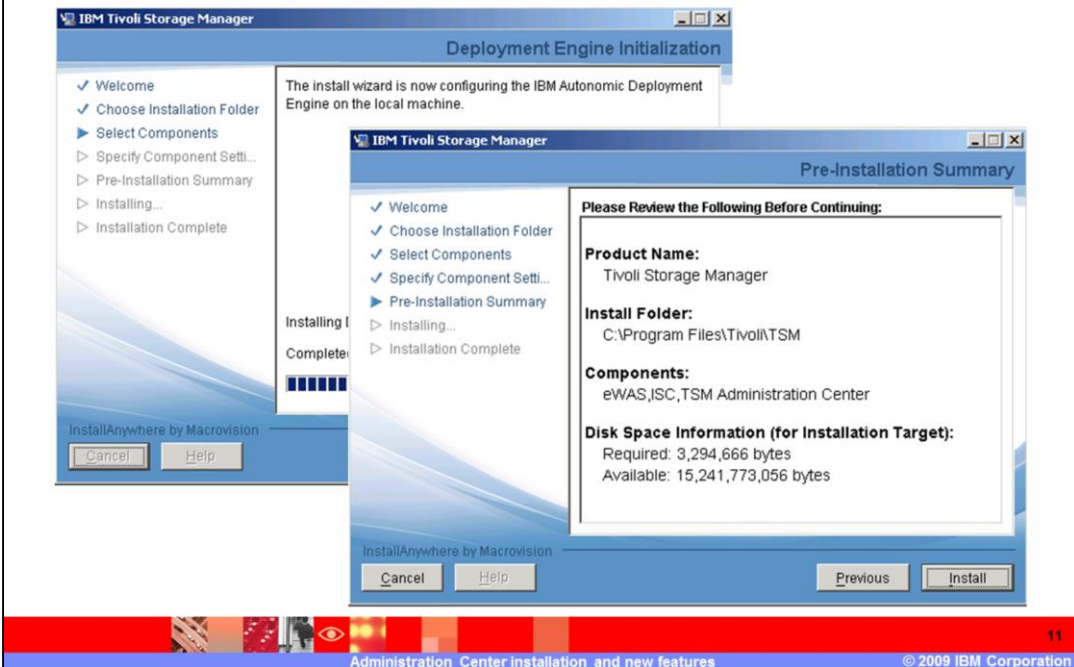 IBM Tivoli Storage Manager
Deployment Engine Initialization
Welcome
Choose Installation Folder
Select Components
Specify Component Setti...
Pre-Installation Summary
Installing...
Installation Complete
The install wizard is now configuring the IBM Autonomic Deployment
Engine on the local machine.
Installing
InstallAnywhere by Macrovision
Cancel
Help
IBM Tivoli Storage Manager
Pre-Installation Summary
Welcome
Choose Installation Folder
Select Components
Specify Component Setti...
Pre-Installation Summary
Installing...
Installation Complete
Please Review the Following Before Continuing:
Product Name:
Tivoli Storage Manager
Install Folder:
C:\Program Files\Tivoli\TSM
Components:
eWAS,ISC,TSM Administration Center
Disk Space Information (for Installation Target):
Required: 3,294,666 bytes
Available: 15,241,773,056 bytes
InstallAnywhere by Macrovision
Cancel
Help
Previous
Install
11
Administration Center installation and new features
© 2009 IBM Corporation